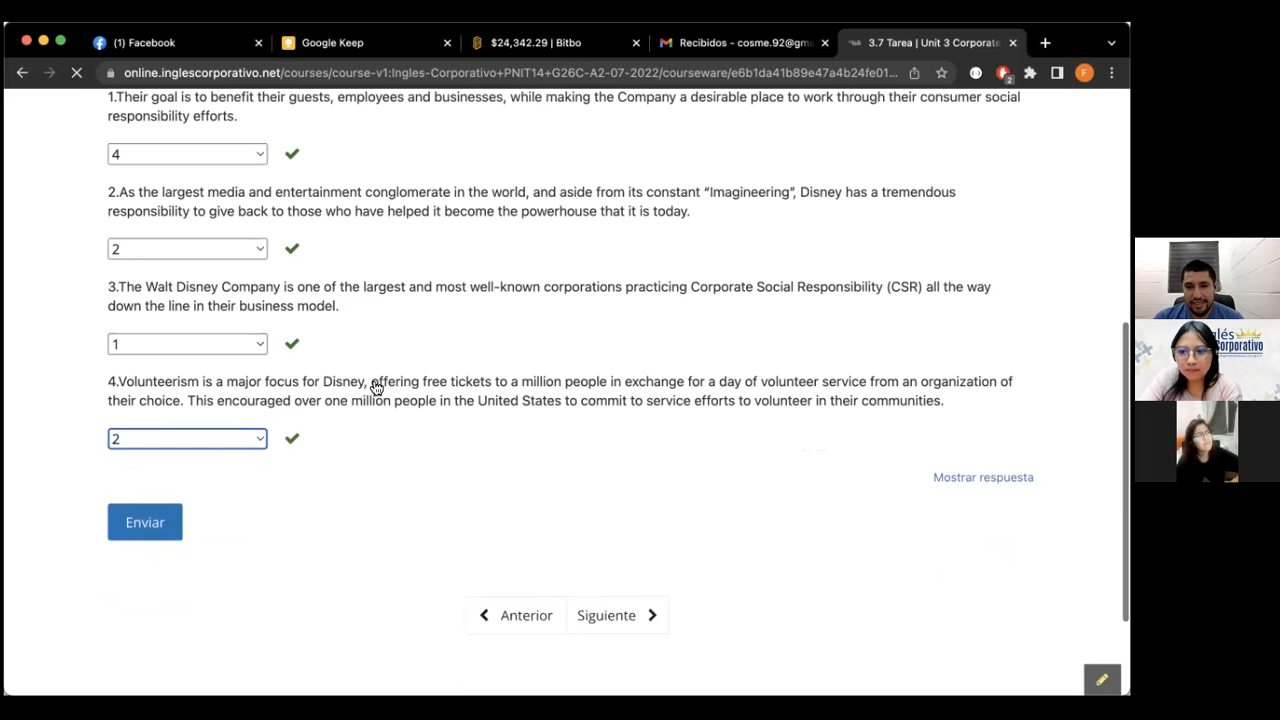 (1) Facebook
Google Keep
$24,342.29 | Bitbo
Recibidos - cosme.92@gm
3.7 Tarea | Unit 3 Corporate
online.inglescorporativo.net/courses/course-v1:Ingles-Corporativo+PNIT14+G26C-A2-07-2022/courseware/e6b1da41b89e47a4b24fe01...
2
F
1.Their goal is to benefit their guests, employees and businesses, while making the Company a desirable place to work through their consumer social
responsibility efforts.
4
2.As the largest media and entertainment conglomerate in the world, and aside from its constant “Imagineering”, Disney has a tremendous
responsibility to give back to those who have helped it become the powerhouse that it is today.
2
3.The Walt Disney Company is one of the largest and most well-known corporations practicing Corporate Social Responsibility (CSR) all the way
down the line in their business model.
1
4.Volunteerism is a major focus for Disney, offering free tickets to a million people in exchange for a day of volunteer service from an organization of
their choice. This encouraged over one million people in the United States to commit to service efforts to volunteer in their communities.
2
Mostrar respuesta
Enviar
Anterior
Siguiente
glés
Corporativo